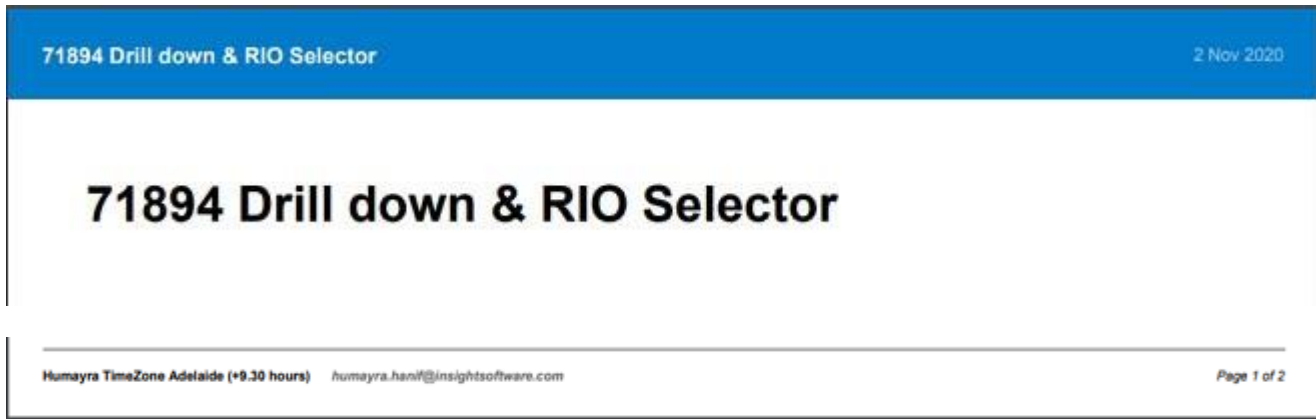 71894 Drill down & RIO Selector 2 Nov 2020
71894 Drill down & RIO Selector
Humayra TimeZone Adelaide (+9.30 hours) humayra.hanif@insightsoftware.com Page 1 of 2